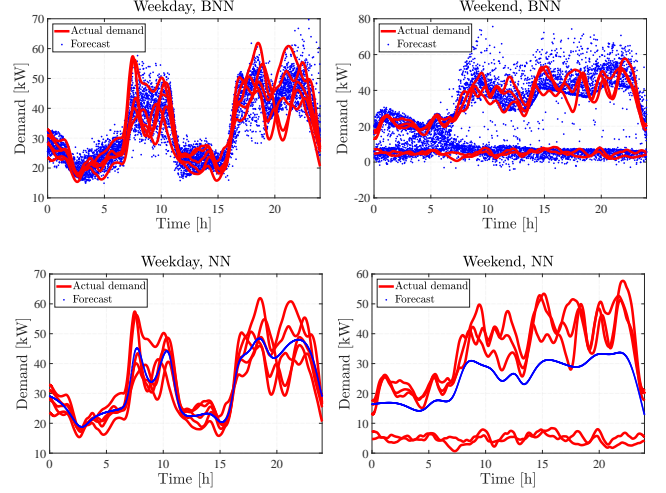 Weekday, BNN
Actual demand
Forecast
Demand [kW]
70
60
50
40
30
20
10
0
5
10
15
20
Time [h]
Weekend, BNN
Actual demand
Forecast
Demand [kW]
80
60
40
20
0
-20
0
5
10
15
20
Time [h]
Weekday, NN
Actual demand
Forecast
Demand [kW]
70
60
50
40
30
20
10
0
5
10
15
20
Time [h]
Weekend, NN
Actual demand
Forecast
Demand [kW]
60
50
40
30
20
10
0
0
5
10
15
20
Time [h]